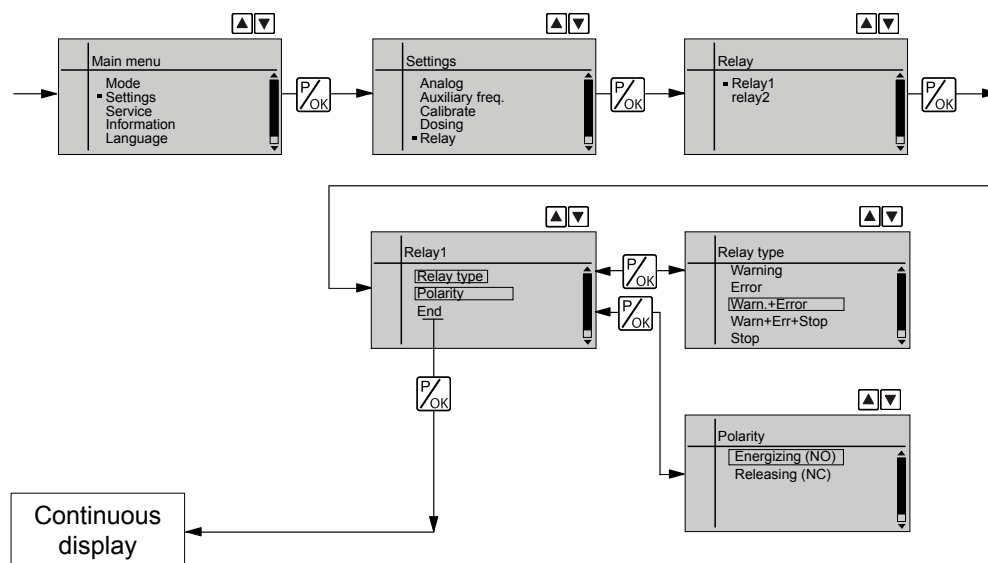 Main menu
Mode
Settings
Service
Information
Language
P/OK
Settings
Analog
Auxiliary freq.
Calibrate
Dosing
Relay
P/OK
Relay
Relay1
relay2
P/OK
Relay1
Relay type
Polarity
End
P/OK
P/OK
Relay type
Warning
Error
Warn.+Error
Warn+Err+Stop
Stop
P/OK
Polarity
Energizing (NO)
Releasing (NC)
Continuous
display